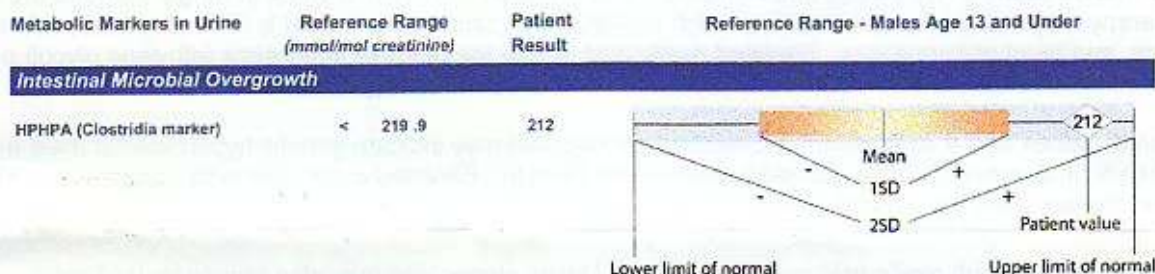 Metabolic Markers in Urine Reference Range Patient Reference Range - Males Age 13 and Under
(mmol/mol creatinine) Result
Intestinal Microbial Overgrowth
HPHPA (Clostridia marker) < 219 .9 212 212
Mean
- +
1SD
- +
2SD Patient value
Lower limit of normal Upper limit of normal